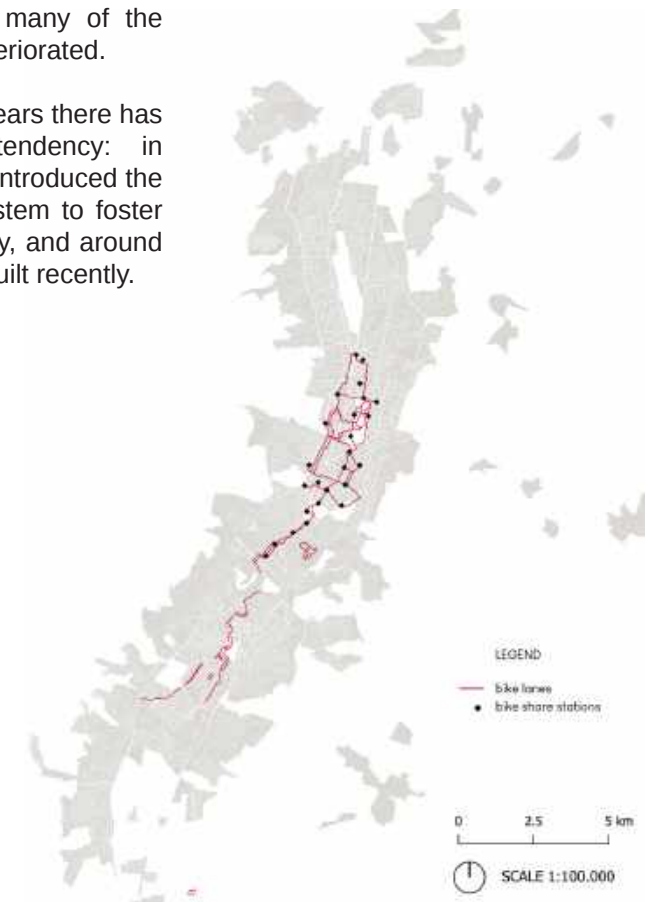 many of the
eriorated.
ears there has
tendency: in
introduced the
stem to foster
y, and around
uilt recently.
LEGEND
bike lanes
bike share stations
0 2.5 5 km
SCALE 1:100.000